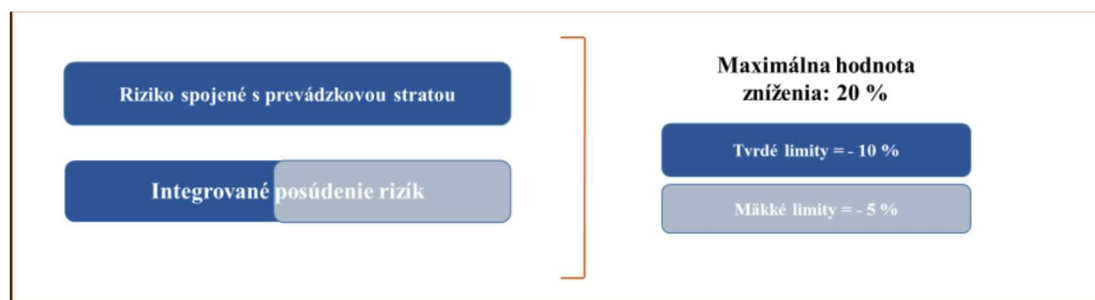 Riziko spojené s prevádzkovou stratou
Integrované posúdenie rizík
Maximálna hodnota
zníženia: 20 %
Tvrdé limity = - 10 %
Mäkké limity = - 5 %